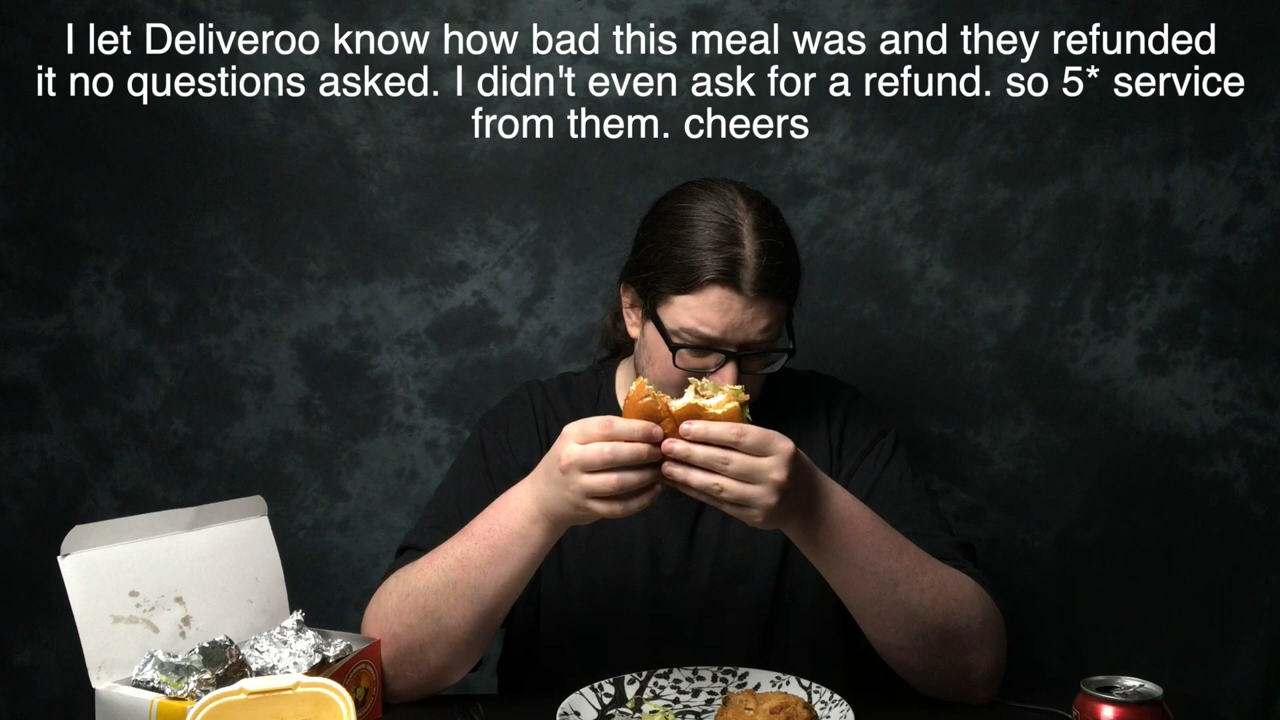 I let Deliveroo know how bad this meal was and they refunded
it no questions asked. I didn't even ask for a refund. so 5* service
from them. cheers